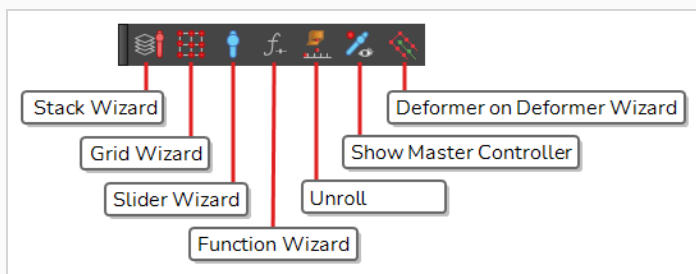 f+
Stack Wizard
Deformer on Deformer Wizard
Grid Wizard
Show Master Controller
Slider Wizard
Unroll
Function Wizard